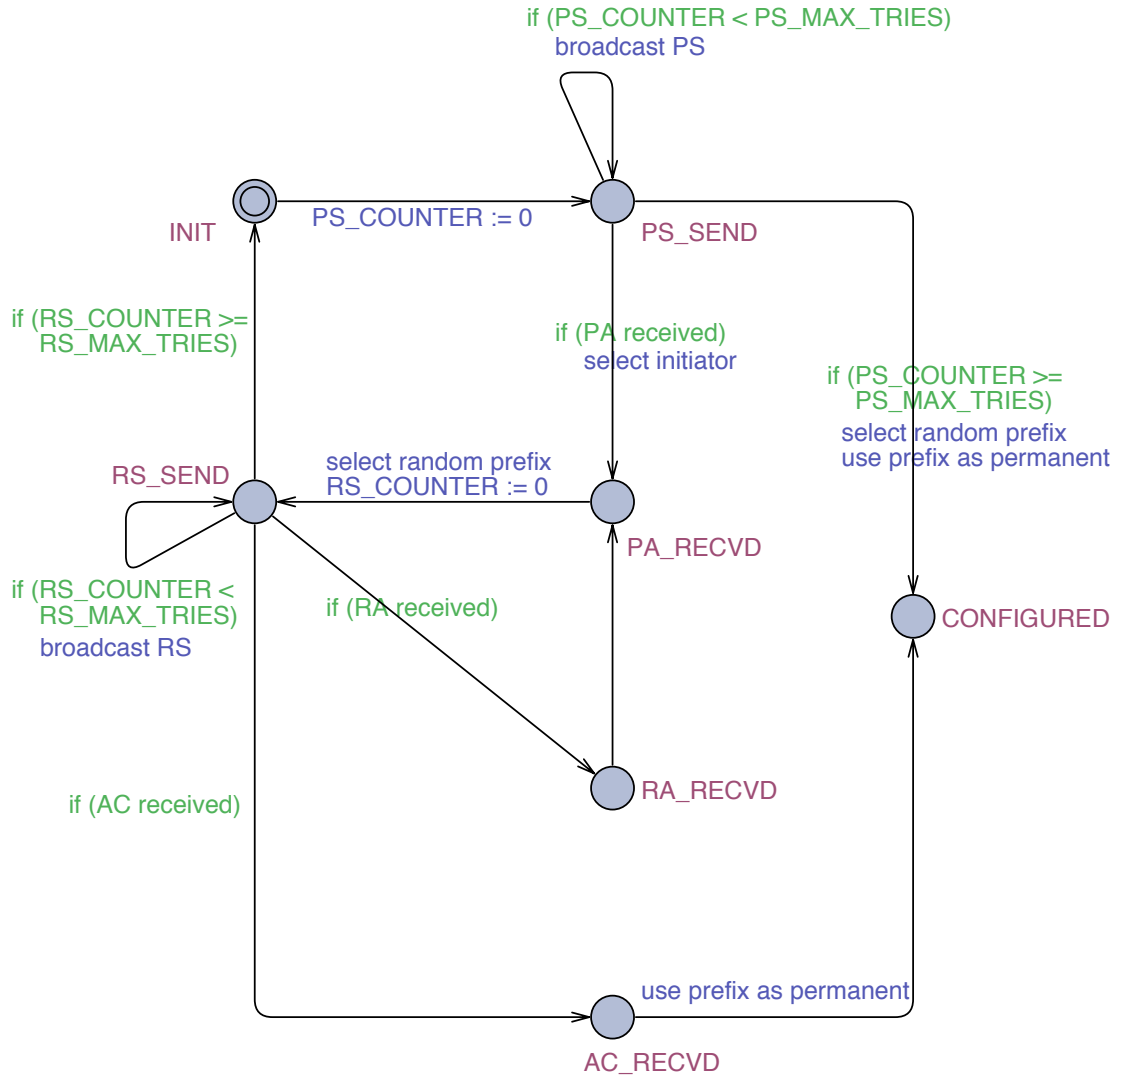 if (PS_COUNTER < PS_MAX_TRIES)
broadcast PS
INIT
PS_COUNTER := 0
PS_SEND
if (RS_COUNTER >=
RS_MAX_TRIES)
if (PA received)
select initiator
if (PS_COUNTER >=
PS_MAX_TRIES)
select random prefix
use prefix as permanent
RS_SEND
select random prefix
RS_COUNTER := 0
PA_RECVD
if (RS_COUNTER <
RS_MAX_TRIES)
broadcast RS
if (RA received)
CONFIGURED
RA_RECVD
if (AC received)
use prefix as permanent
AC_RECVD